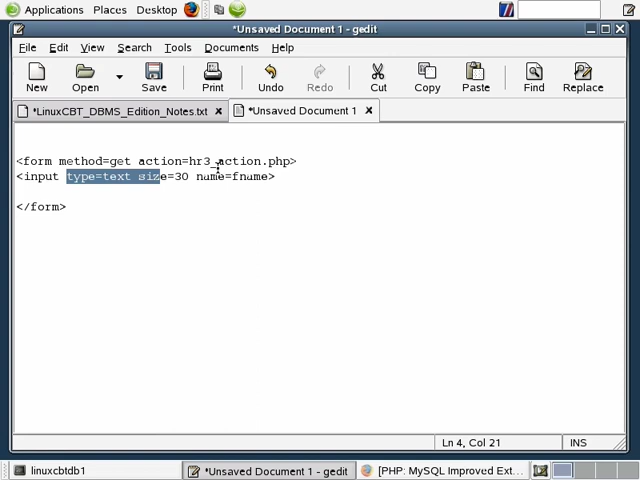 Applications Places Desktop
*Unsaved Document 1 - gedit
File Edit View Search Tools Documents Help
New Open Save Print Undo Redo Cut Copy Paste Find Replace
*LinuxCBT_DBMS_Edition_Notes.txt *Unsaved Document 1
<form method=get action=hr3_action.php>
<input type=text size=30 name=fname>
</form>
Ln 4, Col 21 INS
linuxcbtdb1 *Unsaved Document 1 - gedit [PHP: MySQL Improved Ext...